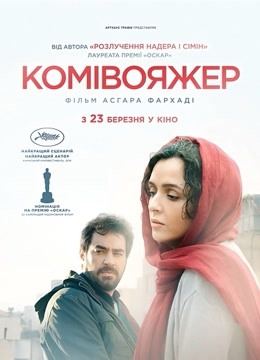 АРТХАУС ТРАФІК ПРЕДСТАВЛЯЄ
ВІД АВТОРА «РОЗЛУЧЕННЯ НАДЕРА І СІМІН»
ЛАУРЕАТА ПРЕМІЇ «ОСКАР»
КОМІВОЯЖЕР
ФІЛЬМ АСГАРА ФАРХАДІ
З 23 БЕРЕЗНЯ У КІНО
НАЙКРАЩИЙ СЦЕНАРІЙ
НАЙКРАЩИЙ АКТОР
НОМІНАЦІЯ
НА ПРЕМІЮ «ОСКАР»